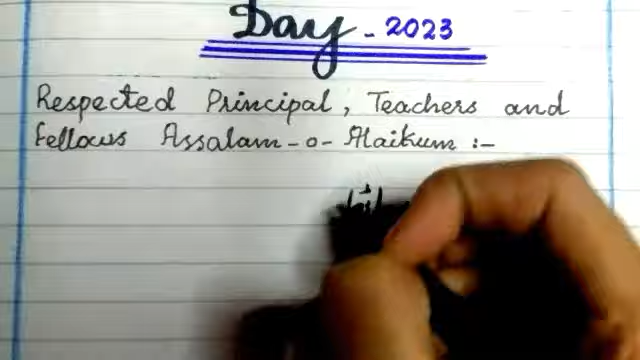 Day - 2023
Respected Principal, Teachers and
fellows Assalam-o-Alaikum :-